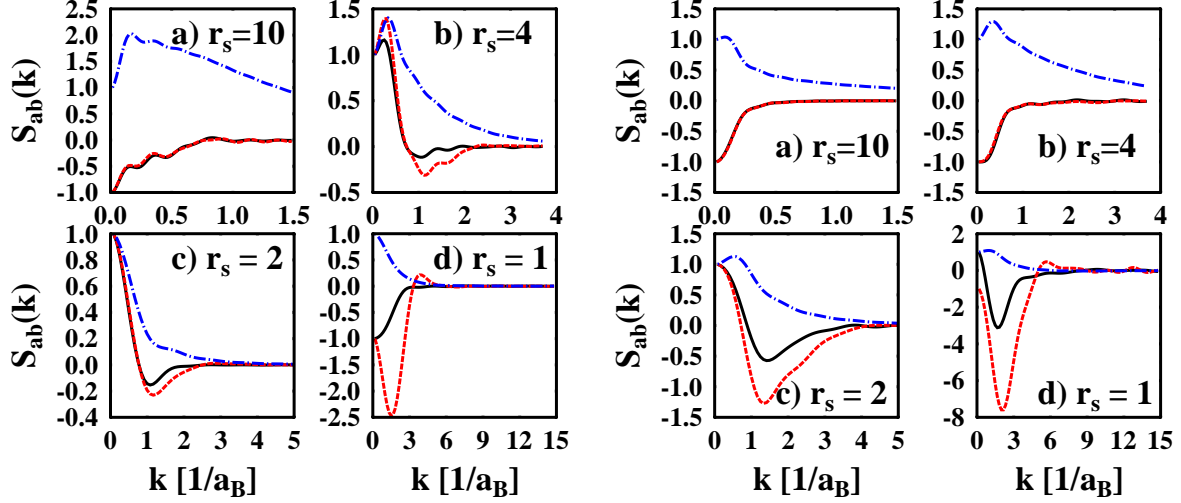 S_ab(k)
2.5
2.0
1.5
1.0
0.5
0.0
-0.5
-1.0
a) r_s=10
0.0 0.5 1.0 1.5
1.5
1.0
0.5
0.0
-0.5
b) r_s=4
0 1 2 3 4
S_ab(k)
1.0
0.8
0.6
0.4
0.2
0.0
-0.2
-0.4
c) r_s = 2
0 1 2 3 4 5
k [1/a_B]
1.0
0.5
0.0
-0.5
-1.0
-1.5
-2.0
-2.5
d) r_s = 1
0 3 6 9 12 15
k [1/a_B]
S_ab(k)
1.5
1.0
0.5
0.0
-0.5
-1.0
-1.5
a) r_s=10
0.0 0.5 1.0 1.5
1.5
1.0
0.5
0.0
-0.5
-1.0
-1.5
b) r_s=4
0 1 2 3 4
S_ab(k)
1.5
1.0
0.5
0.0
-0.5
-1.0
-1.5
c) r_s = 2
0 1 2 3 4 5
k [1/a_B]
2
0
-2
-4
-6
-8
d) r_s = 1
0 3 6 9 12 15
k [1/a_B]